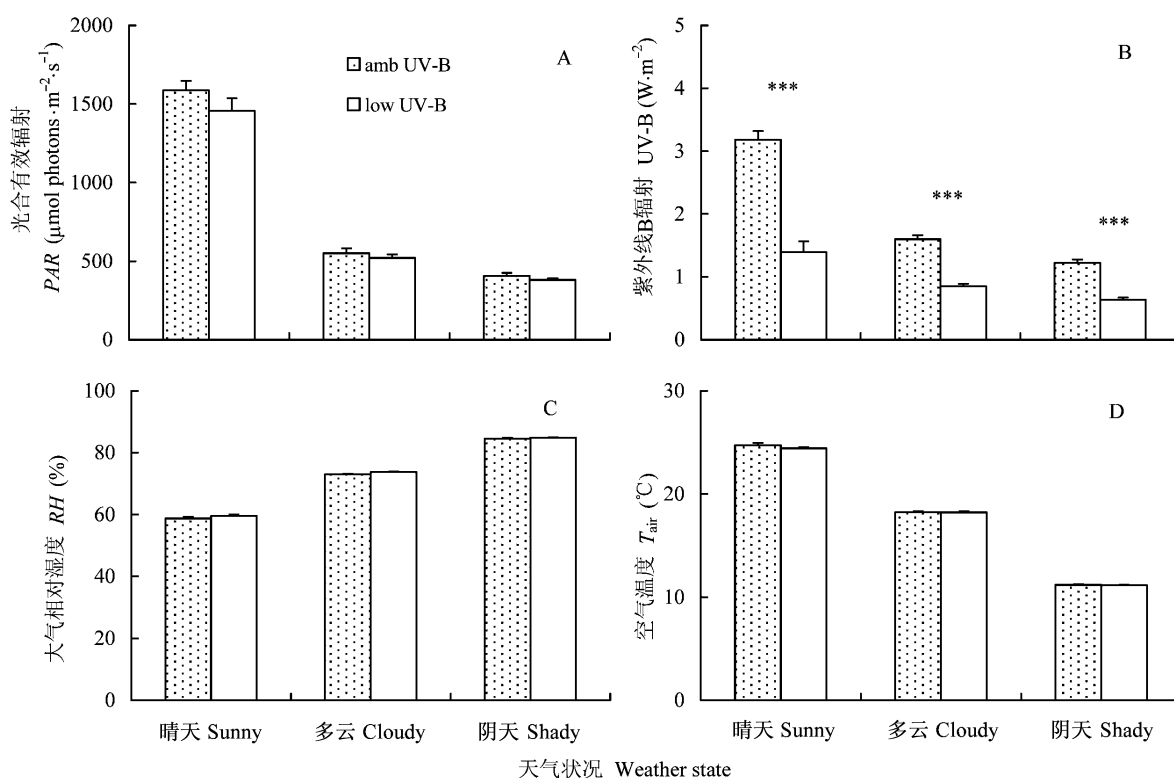 光合有效辐射
PAR (μmol photons·m⁻²·s⁻¹)
2000
1500
1000
500
0
A
amb UV-B
low UV-B
紫外线B辐射 UV-B (W·m⁻²)
5
4
3
2
1
0
B
***
***
***
大气相对湿度 RH (%)
100
80
60
40
20
0
C
晴天 Sunny
多云 Cloudy
阴天 Shady
空气温度 Tair (℃)
30
20
10
0
D
晴天 Sunny
多云 Cloudy
阴天 Shady
天气状况 Weather state